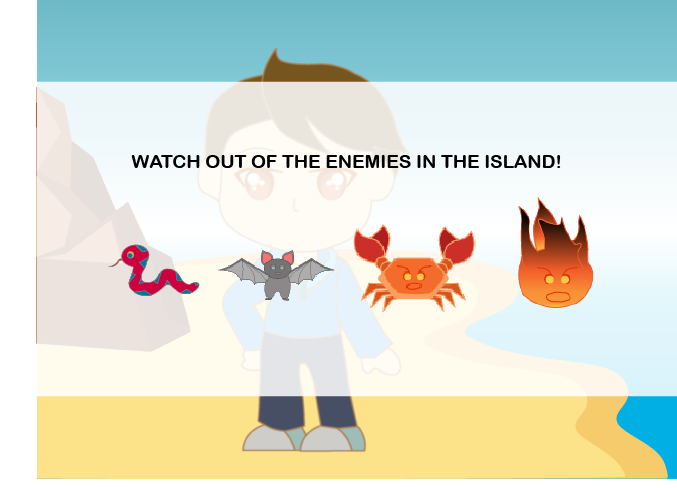 WATCH OUT OF THE ENEMIES IN THE ISLAND!